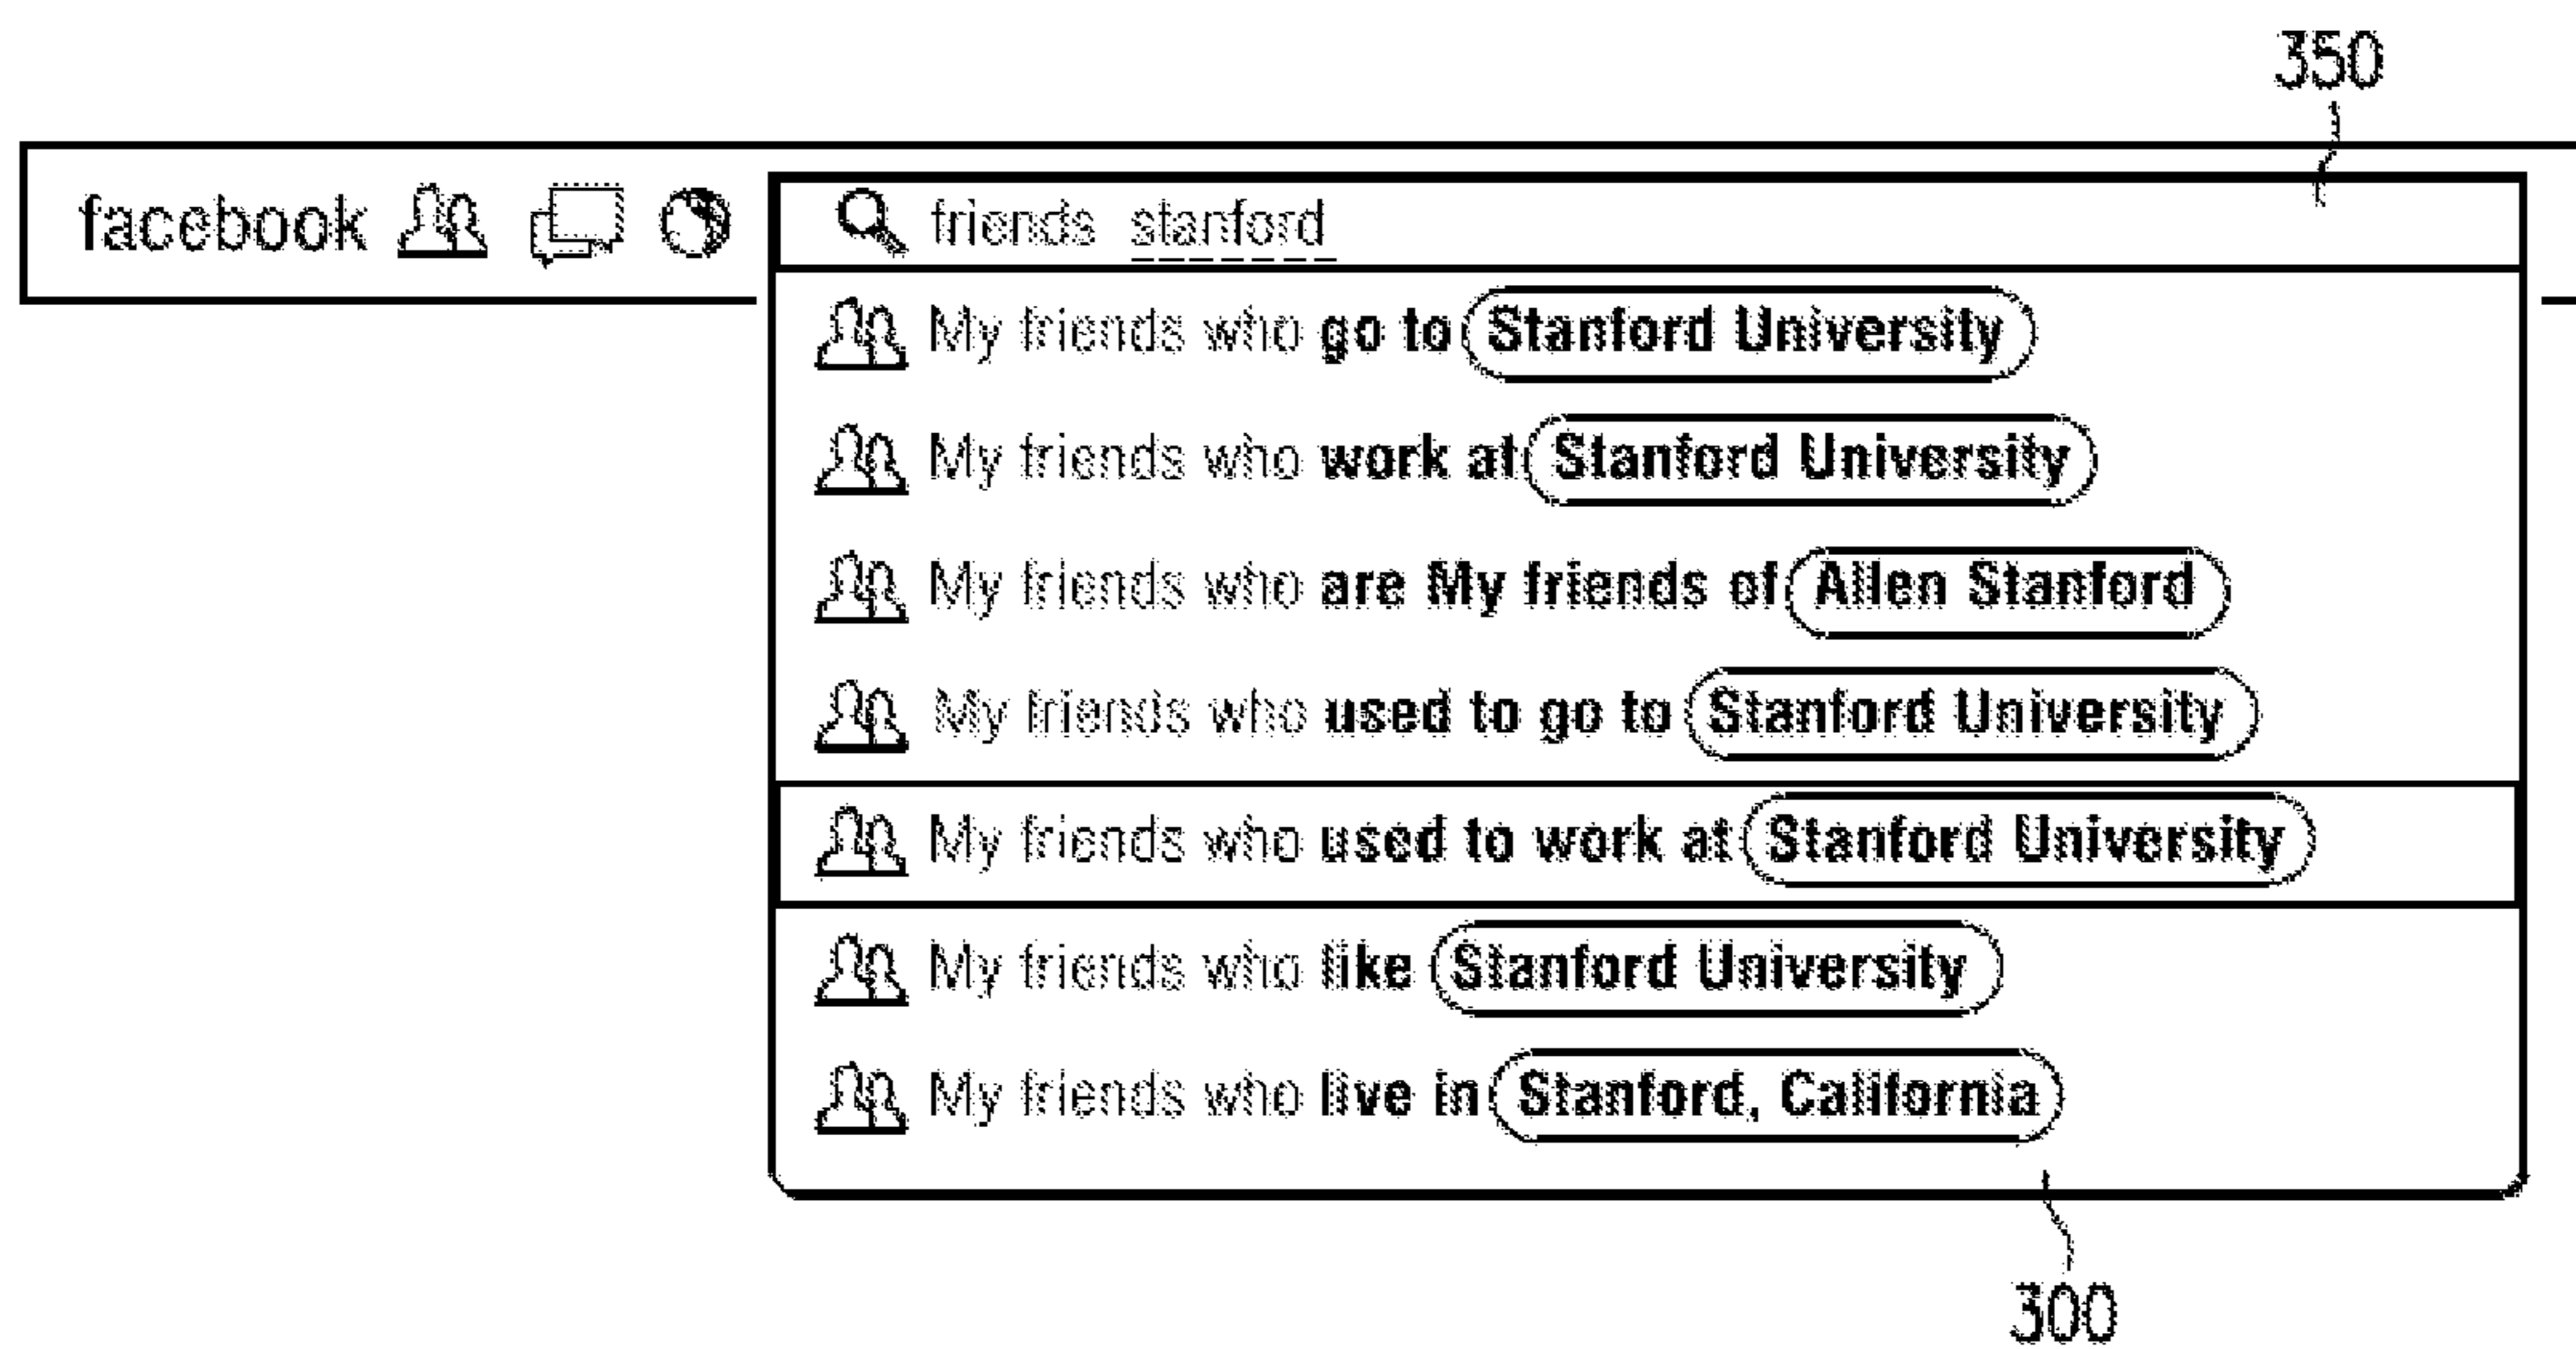 350
facebook friends stanford
My friends who go to Stanford University
My friends who work at Stanford University
My friends who are My friends of Allen Stanford
My friends who used to go to Stanford University
My friends who used to work at Stanford University
My friends who like Stanford University
My friends who live in Stanford, California
300